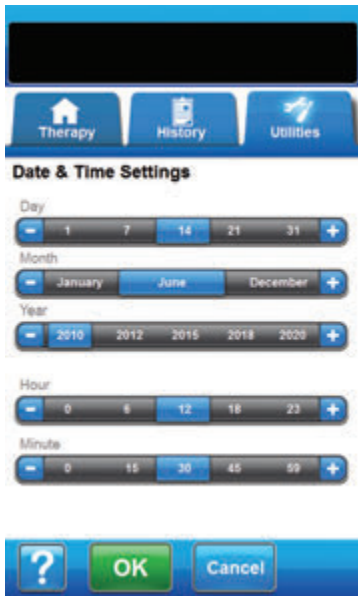 Therapy History Utilities
Date & Time Settings
Day
- 1 7 14 21 31 +
Month
- January June December +
Year
- 2010 2012 2015 2018 2020 +
Hour
- 0 6 12 18 23 +
Minute
- 0 15 30 45 59 +
? OK Cancel